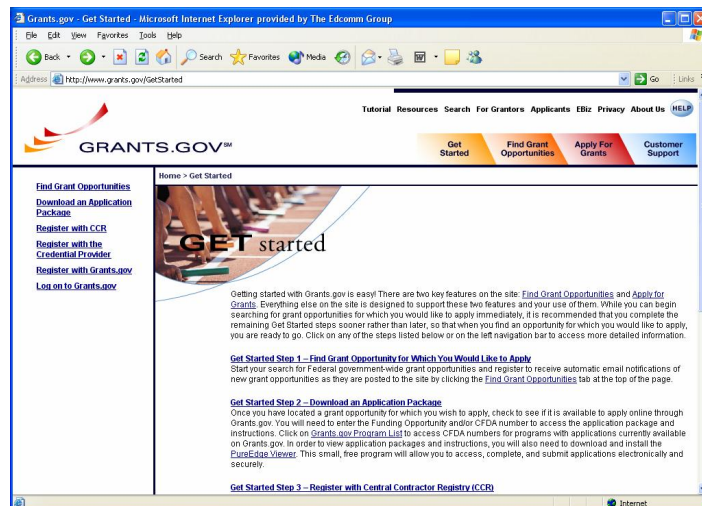 Grants.gov - Get Started - Microsoft Internet Explorer provided by The Edcomm Group
File Edit View Favorites Tools Help
Back Search Favorites Media
Address http://www.grants.gov/GetStarted Go Links
Tutorial Resources Search For Grantors Applicants EBiz Privacy About Us HELP
GRANTS.GOV℠
Get Started
Find Grant Opportunities
Apply For Grants
Customer Support
Home > Get Started
Find Grant Opportunities
Download an Application
Package
Register with CCR
Register with the
Credential Provider
Register with Grants.gov
Log on to Grants.gov
GET started
Getting started with Grants.gov is easy! There are two key features on the site: Find Grant Opportunities and Apply for
Grants. Everything else on the site is designed to support these two features and your use of them. While you can begin
searching for grant opportunities for which you would like to apply immediately, it is recommended that you complete the
remaining Get Started steps sooner rather than later, so that when you find an opportunity for which you would like to apply,
you are ready to go. Click on any of the steps listed below or on the left navigation bar to access more detailed information.
Get Started Step 1 – Find Grant Opportunity for Which You Would Like to Apply
Start your search for Federal government-wide grant opportunities and register to receive automatic email notifications of
new grant opportunities as they are posted to the site by clicking the Find Grant Opportunities tab at the top of the page.
Get Started Step 2 – Download an Application Package
Once you have located a grant opportunity for which you wish to apply, check to see if it is available to apply online through
Grants.gov. You will need to enter the Funding Opportunity and/or CFDA number to access the application package and
instructions. Click on Grants.gov Program List to access CFDA numbers for programs with applications currently available
on Grants.gov. In order to view application packages and instructions, you will also need to download and install the
PureEdge Viewer. This small, free program will allow you to access, complete, and submit applications electronically and
securely.
Get Started Step 3 – Register with Central Contractor Registry (CCR)
Internet